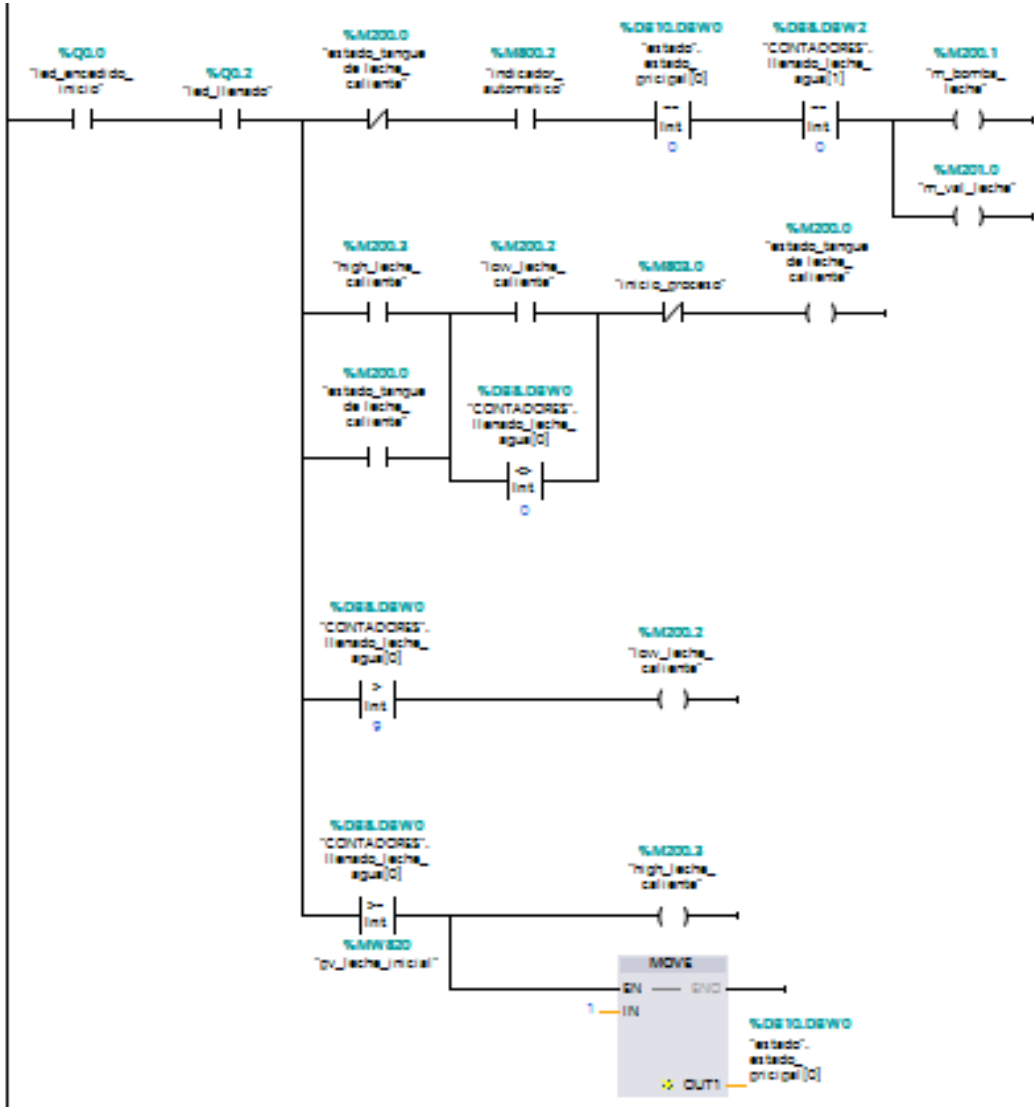 %Q0.0
"led_encedido_
inicio"
%Q0.2
"led_llenado"
%M200.0
"estado_tangue
de leche_
caliente"
%M800.2
"indicador_
automatico"
%DB10.DBW0
"estado".
estado_
pricipal[0]
==
Int
0
%DB8.DBW2
"CONTADORES".
llenado_leche_
agua[1]
==
Int
0
%M200.1
"m_bomba_
leche"
%M201.0
"m_val_leche"
%M200.3
"high_leche_
caliente"
%M200.2
"low_leche_
caliente"
%M803.0
"inicio_proceso"
%M200.0
"estado_tangue
de leche_
caliente"
%M200.0
"estado_tangue
de leche_
caliente"
%DB8.DBW0
"CONTADORES".
llenado_leche_
agua[0]
<>
Int
0
%DB8.DBW0
"CONTADORES".
llenado_leche_
agua[0]
>
Int
9
%M200.2
"low_leche_
caliente"
%DB8.DBW0
"CONTADORES".
llenado_leche_
agua[0]
>=
Int
%MW820
"pv_leche_inicial"
%M200.3
"high_leche_
caliente"
MOVE
EN
ENO
1
IN
OUT1
%DB10.DBW0
"estado".
estado_
pricipal[0]